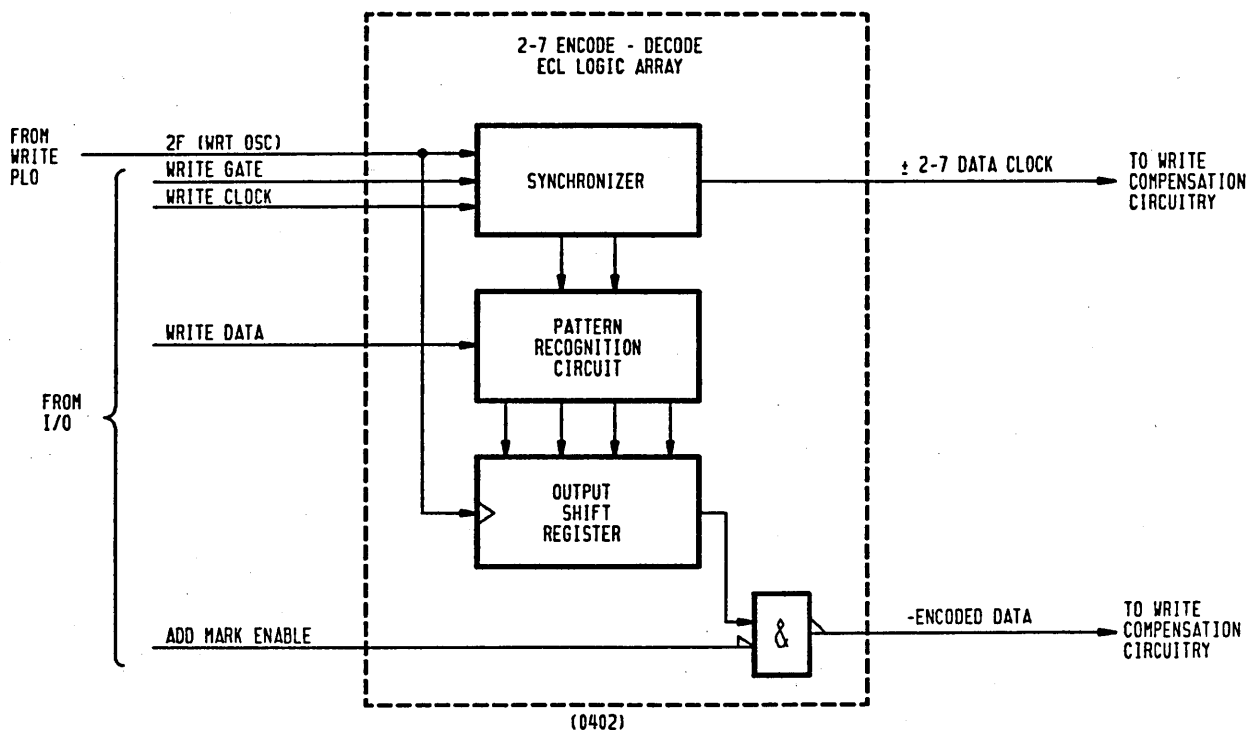 2-7 ENCODE - DECODE
ECL LOGIC ARRAY
FROM
WRITE
PLO
2F (WRT OSC)
WRITE GATE
WRITE CLOCK
SYNCHRONIZER
± 2-7 DATA CLOCK
TO WRITE
COMPENSATION
CIRCUITRY
WRITE DATA
PATTERN
RECOGNITION
CIRCUIT
FROM
I/O
OUTPUT
SHIFT
REGISTER
ADD MARK ENABLE
&
-ENCODED DATA
TO WRITE
COMPENSATION
CIRCUITRY
(0402)